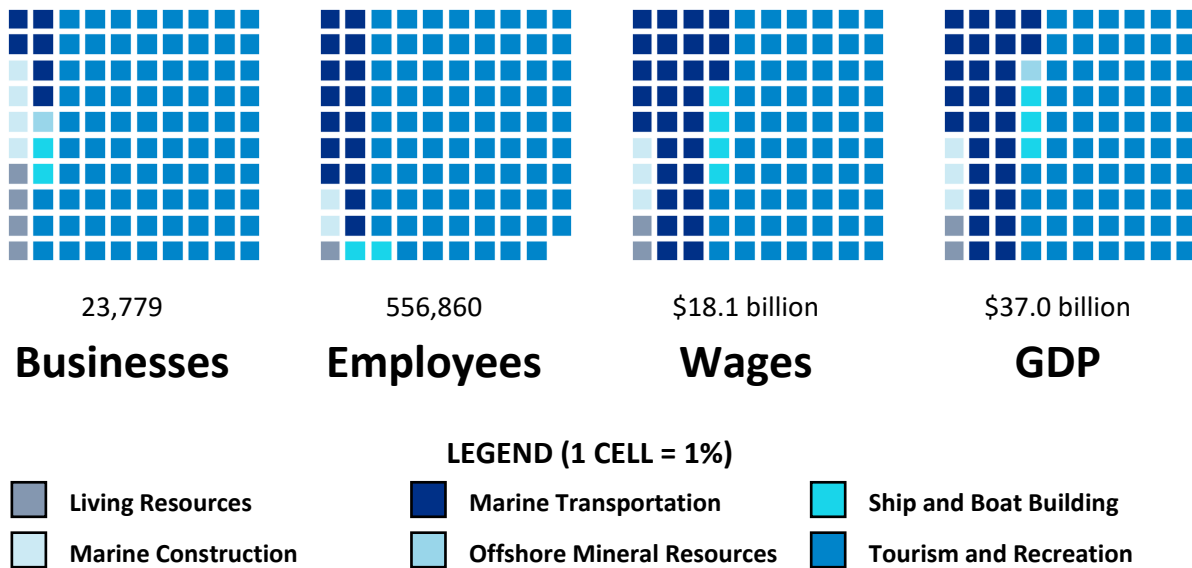 23,779 556,860 $18.1 billion $37.0 billion
Businesses Employees Wages GDP
LEGEND (1 CELL = 1%)
Living Resources Marine Transportation Ship and Boat Building
Marine Construction Offshore Mineral Resources Tourism and Recreation